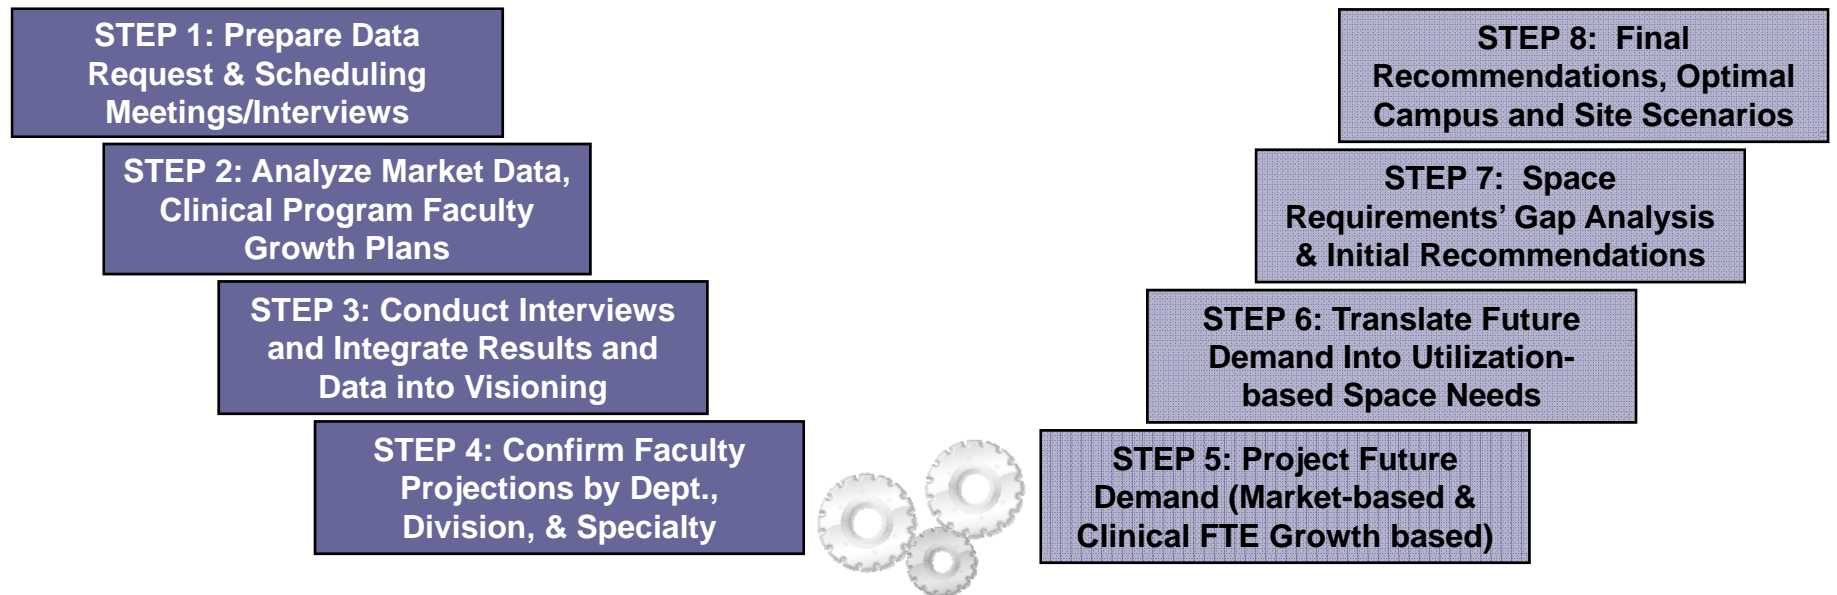 STEP 1: Prepare Data
Request & Scheduling
Meetings/Interviews
STEP 2: Analyze Market Data,
Clinical Program Faculty
Growth Plans
STEP 3: Conduct Interviews
and Integrate Results and
Data into Visioning
STEP 4: Confirm Faculty
Projections by Dept.,
Division, & Specialty
STEP 5: Project Future
Demand (Market-based &
Clinical FTE Growth based)
STEP 6: Translate Future
Demand Into Utilization-
based Space Needs
STEP 7:  Space
Requirements’ Gap Analysis
& Initial Recommendations
STEP 8:  Final
Recommendations, Optimal
Campus and Site Scenarios